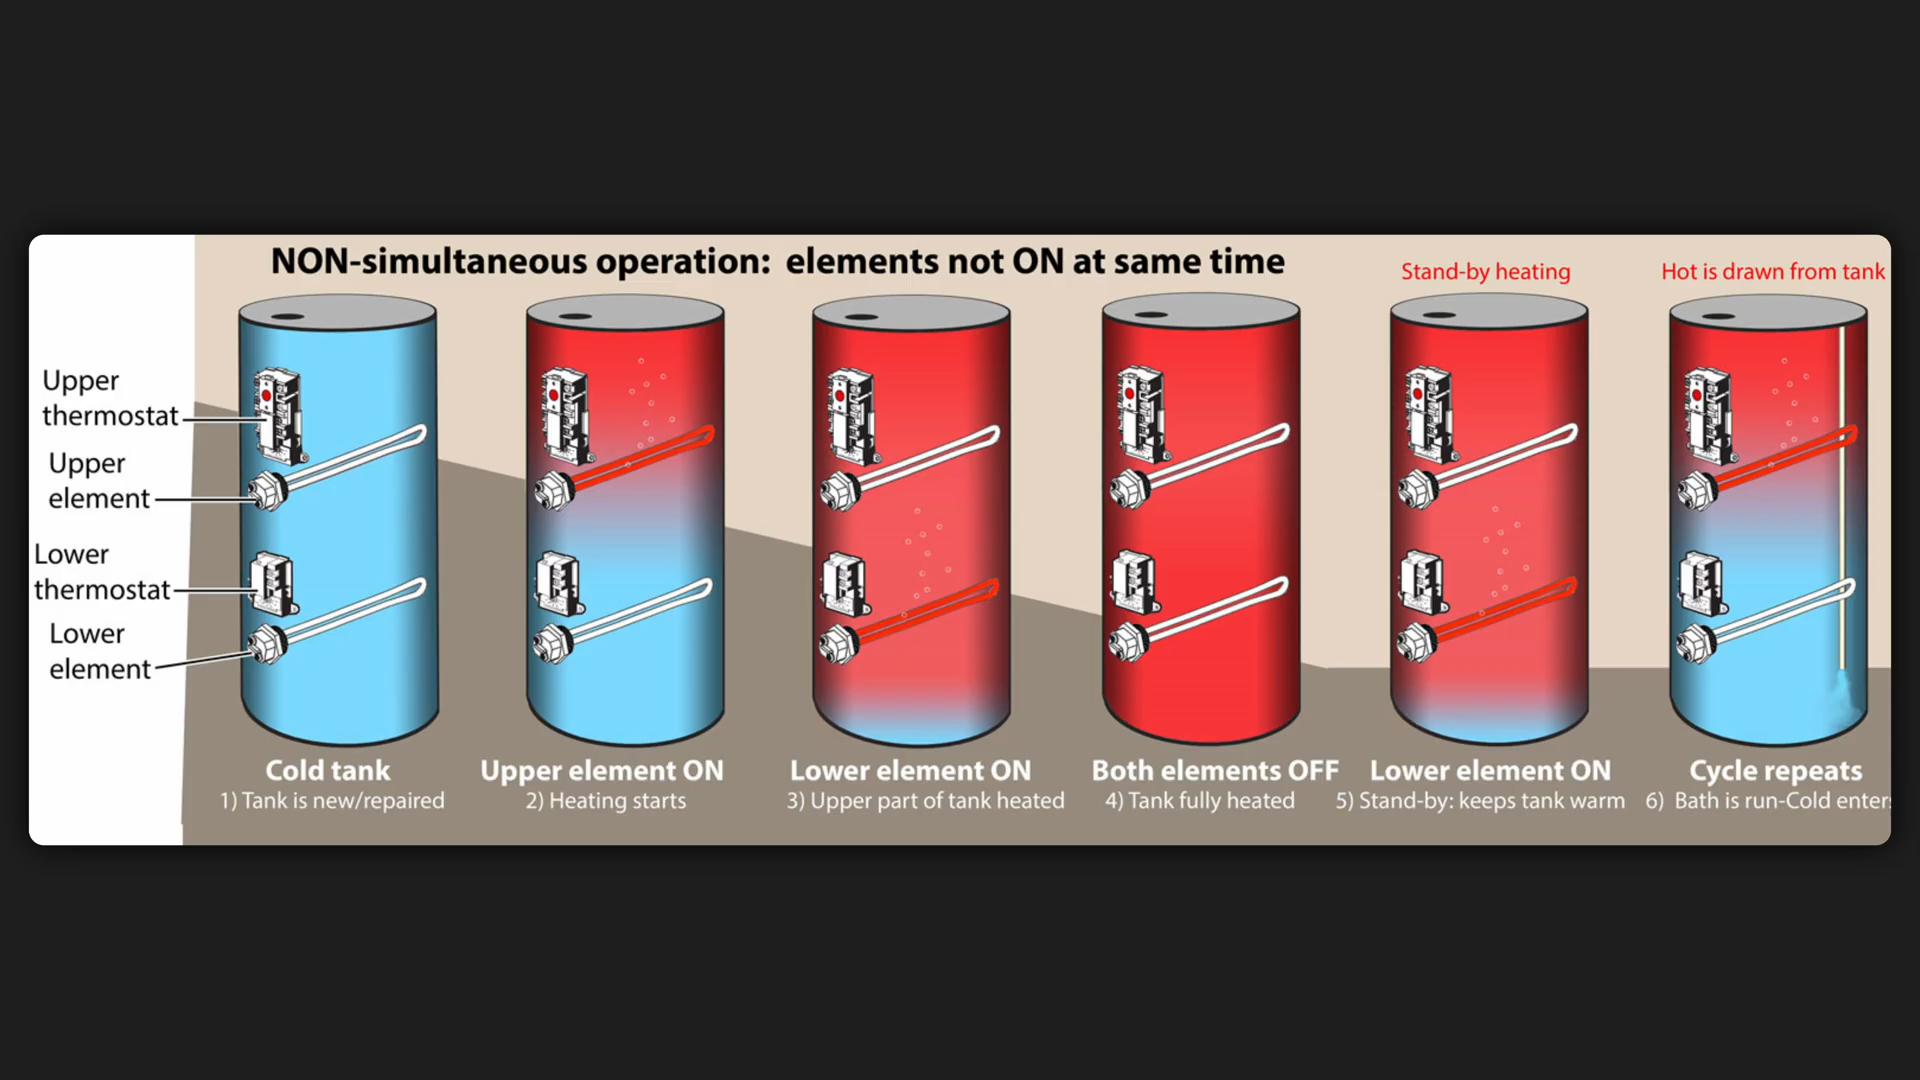 NON-simultaneous operation: elements not ON at same time
Stand-by heating
Hot is drawn from tank
Upper
thermostat
Upper
element
Lower
thermostat
Lower
element
Cold tank
1) Tank is new/repaired
Upper element ON
2) Heating starts
Lower element ON
3) Upper part of tank heated
Both elements OFF
4) Tank fully heated
Lower element ON
5) Stand-by: keeps tank warm
Cycle repeats
6) Bath is run-Cold enters